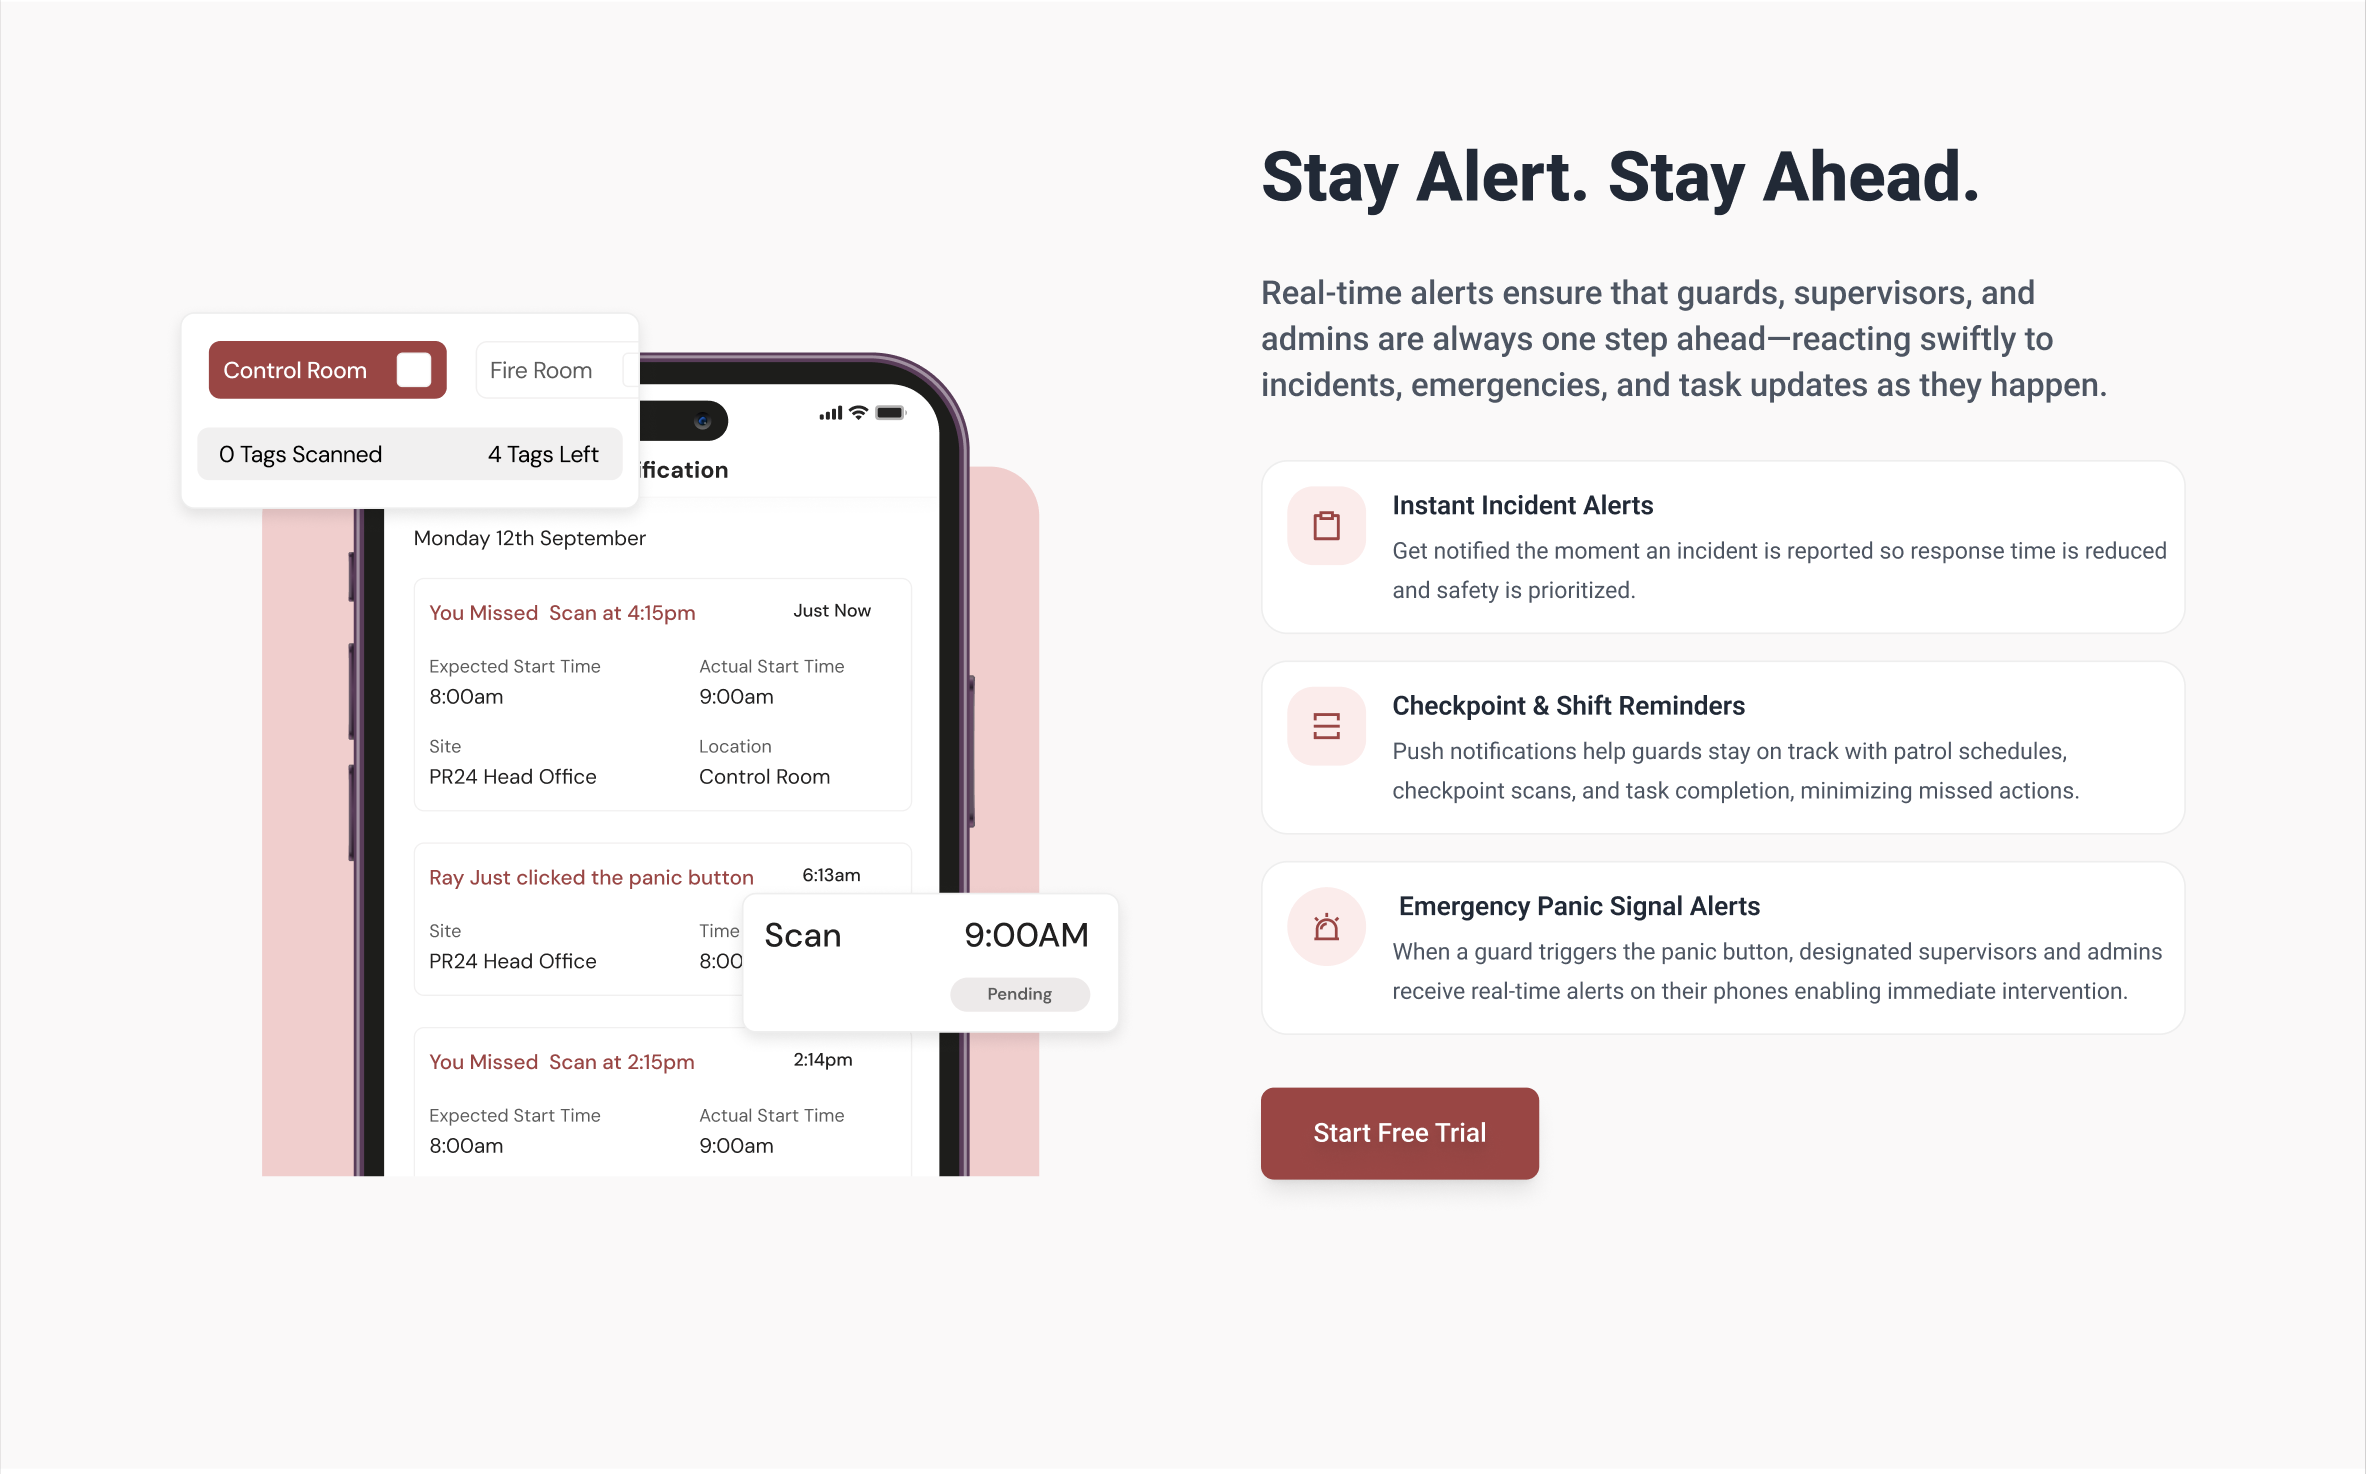 Control Room
Fire Room
0 Tags Scanned
4 Tags Left
ification
Monday 12th September
You Missed  Scan at 4:15pm
Just Now
Expected Start Time
Actual Start Time
8:00am
9:00am
Site
Location
PR24 Head Office
Control Room
Ray Just clicked the panic button
6:13am
Site
Time
PR24 Head Office
8:00
Scan
9:00AM
Pending
You Missed  Scan at 2:15pm
2:14pm
Expected Start Time
Actual Start Time
8:00am
9:00am
Stay Alert. Stay Ahead.
Real-time alerts ensure that guards, supervisors, and
admins are always one step ahead—reacting swiftly to
incidents, emergencies, and task updates as they happen.
Instant Incident Alerts
Get notified the moment an incident is reported so response time is reduced
and safety is prioritized.
Checkpoint & Shift Reminders
Push notifications help guards stay on track with patrol schedules,
checkpoint scans, and task completion, minimizing missed actions.
Emergency Panic Signal Alerts
When a guard triggers the panic button, designated supervisors and admins
receive real-time alerts on their phones enabling immediate intervention.
Start Free Trial